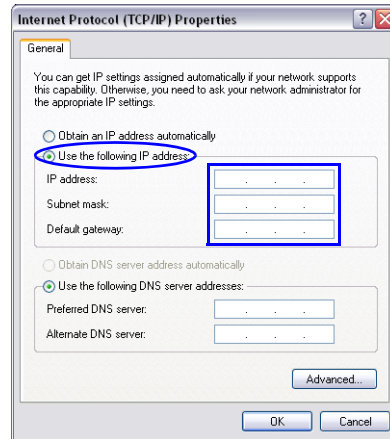 Internet Protocol (TCP/IP) Properties
General
You can get IP settings assigned automatically if your network supports
this capability. Otherwise, you need to ask your network administrator for
the appropriate IP settings.
Obtain an IP address automatically
Use the following IP address:
IP address:
Subnet mask:
Default gateway:
Obtain DNS server address automatically
Use the following DNS server addresses:
Preferred DNS server:
Alternate DNS server:
Advanced...
OK
Cancel